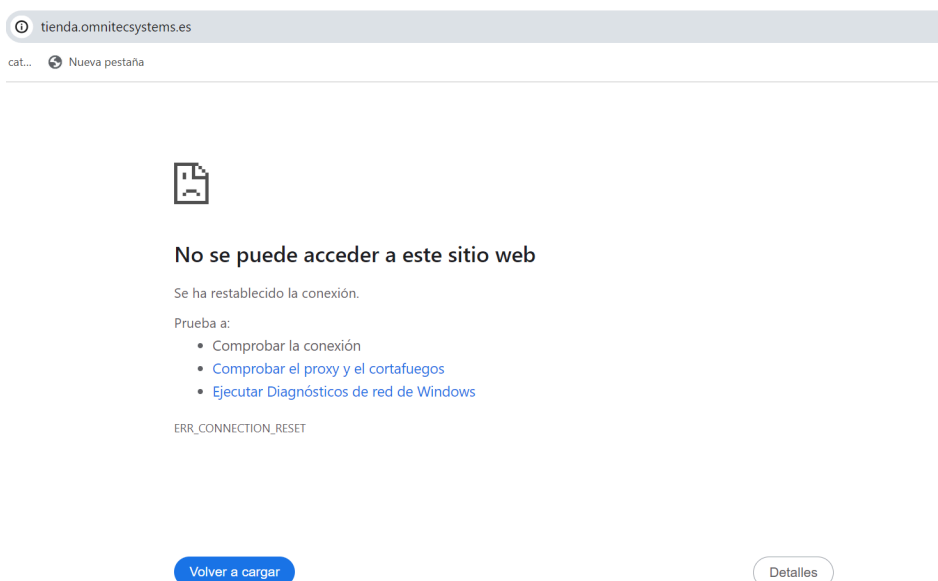 tienda.omnitecsystems.es
cat... Nueva pestaña
No se puede acceder a este sitio web
Se ha restablecido la conexión.
Prueba a:
• Comprobar la conexión
• Comprobar el proxy y el cortafuegos
• Ejecutar Diagnósticos de red de Windows
ERR_CONNECTION_RESET
Volver a cargar Detalles